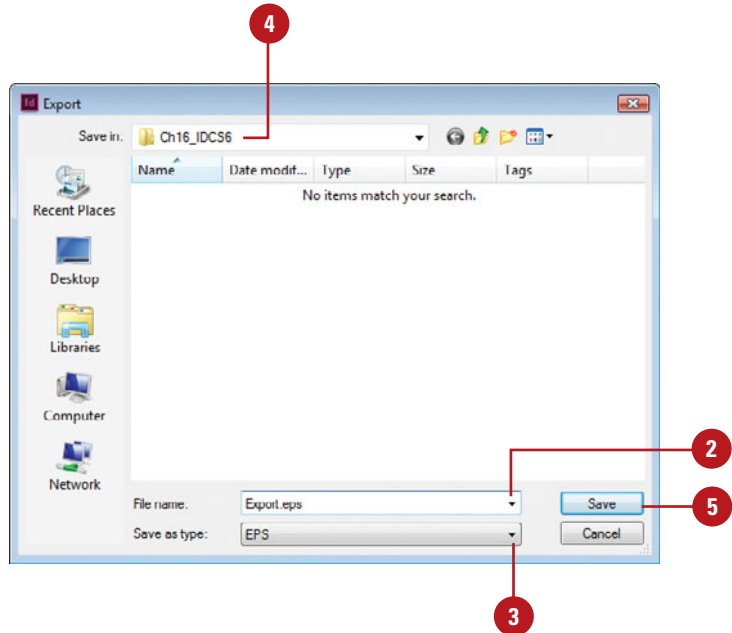 4
Id Export
Save in: Ch16_IDCS6
Name Date modif... Type Size Tags
No items match your search.
Recent Places
Desktop
Libraries
Computer
Network
2
File name: Export.eps Save
5
Save as type: EPS Cancel
3